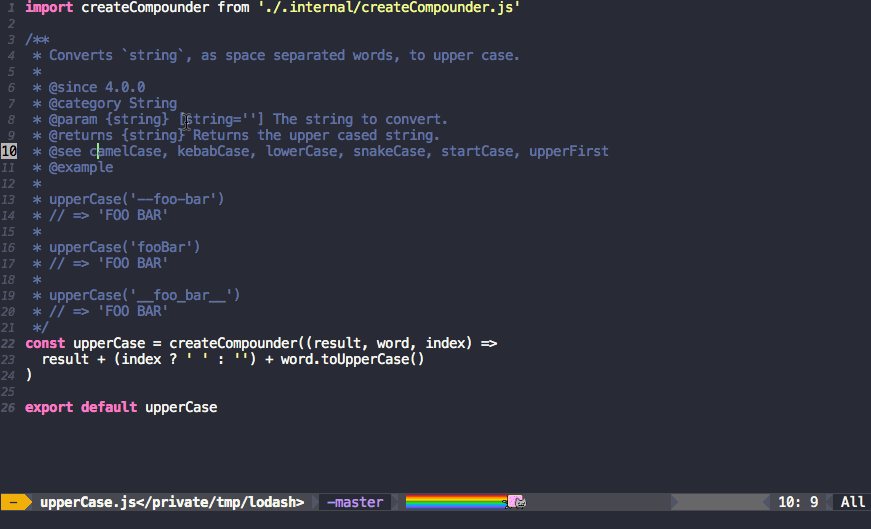 1 import createCompounder from './.internal/createCompounder.js'
2
3 /**
4 * Converts `string`, as space separated words, to upper case.
5 *
6 * @since 4.0.0
7 * @category String
8 * @param {string} [string=''] The string to convert.
9 * @returns {string} Returns the upper cased string.
10 * @see camelCase, kebabCase, lowerCase, snakeCase, startCase, upperFirst
11 * @example
12 *
13 * upperCase('--foo-bar')
14 * // => 'FOO BAR'
15 *
16 * upperCase('fooBar')
17 * // => 'FOO BAR'
18 *
19 * upperCase('__foo_bar__')
20 * // => 'FOO BAR'
21 */
22 const upperCase = createCompounder((result, word, index) =>
23 result + (index ? ' ' : '') + word.toUpperCase()
24 )
25
26 export default upperCase
- upperCase.js</private/tmp/lodash> -master 10: 9 All